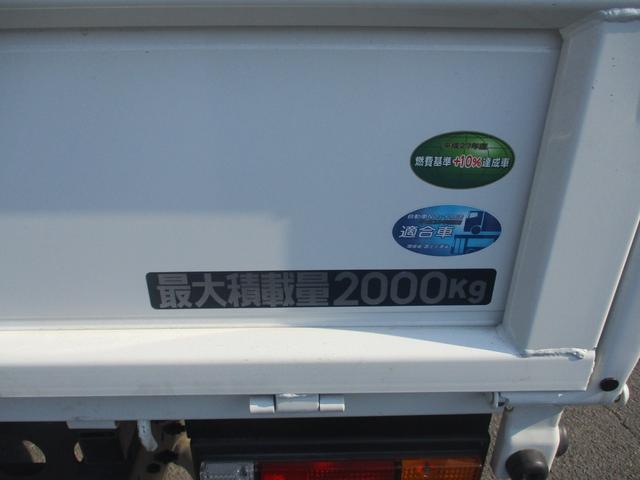 平成27年度
燃費基準+10%達成車
適合車
最大積載量2000Kg